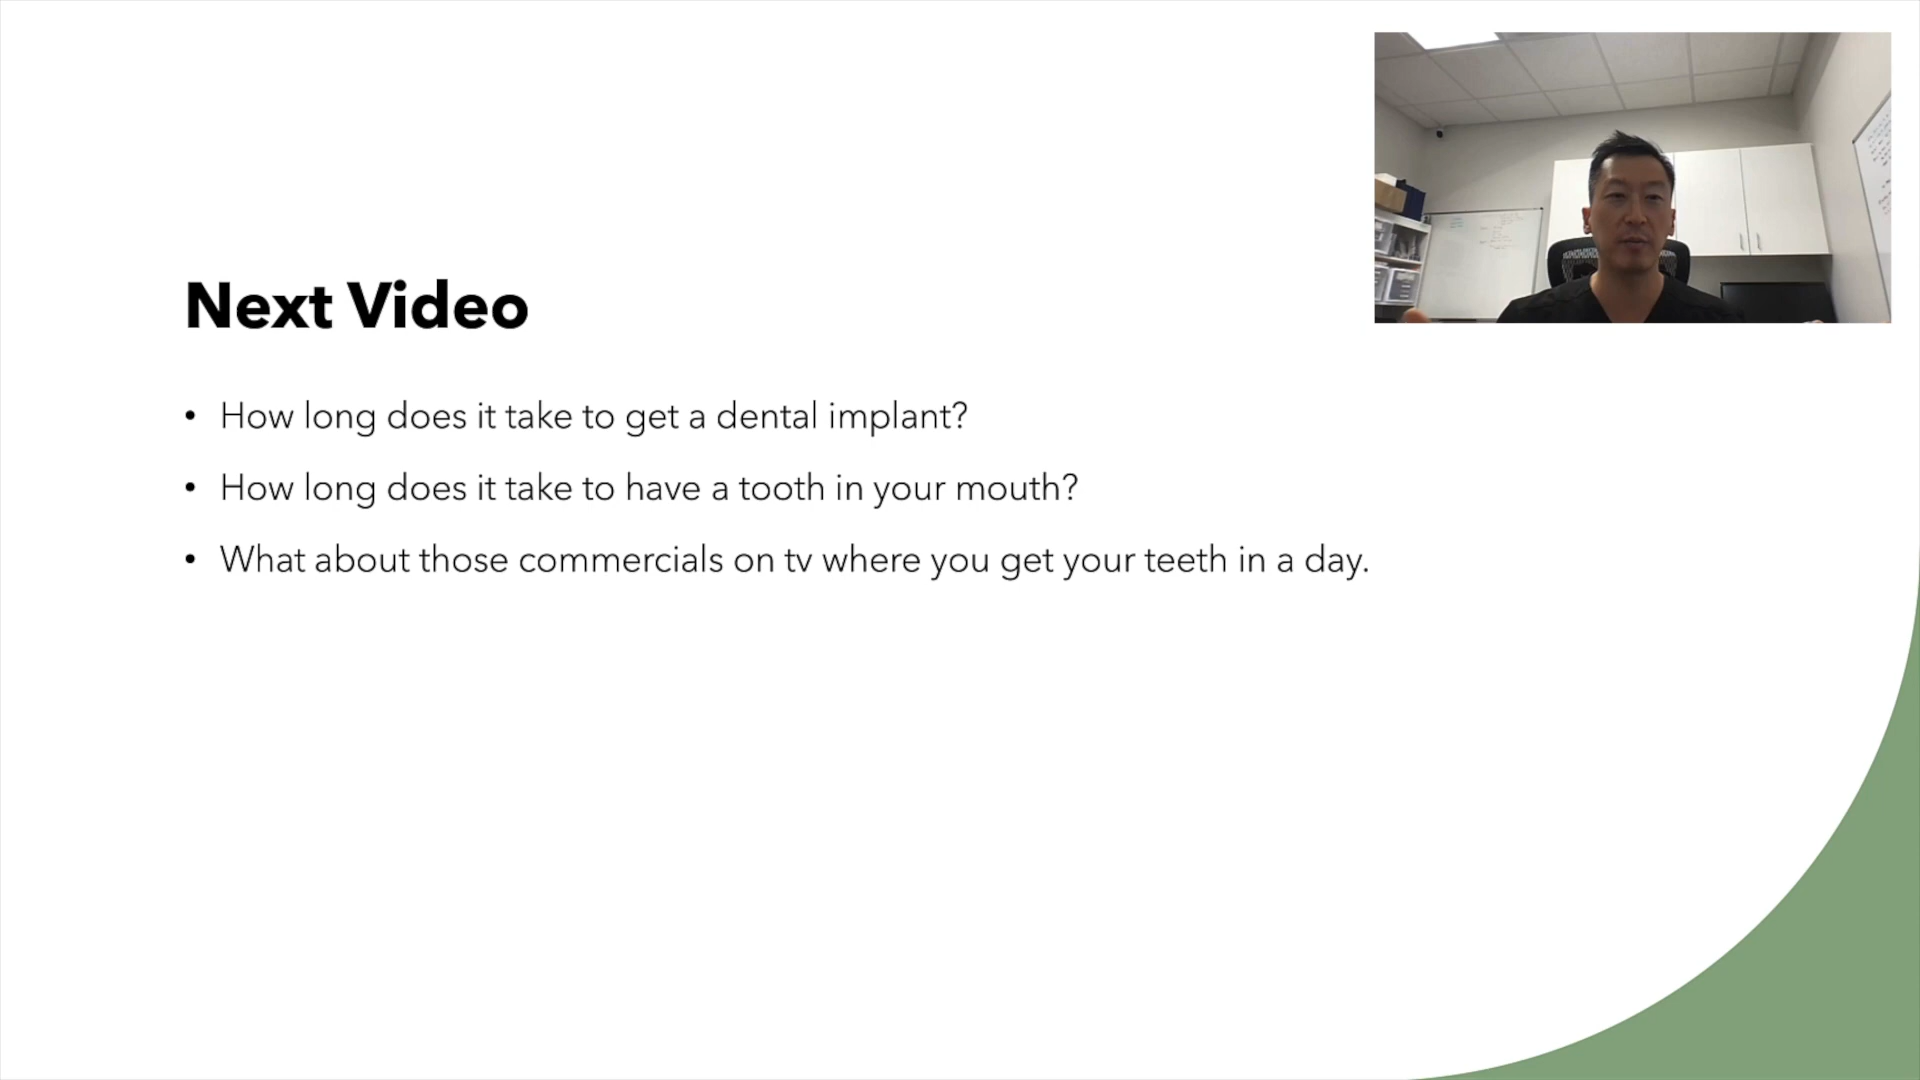 Next Video
• How long does it take to get a dental implant?
• How long does it take to have a tooth in your mouth?
• What about those commercials on tv where you get your teeth in a day.